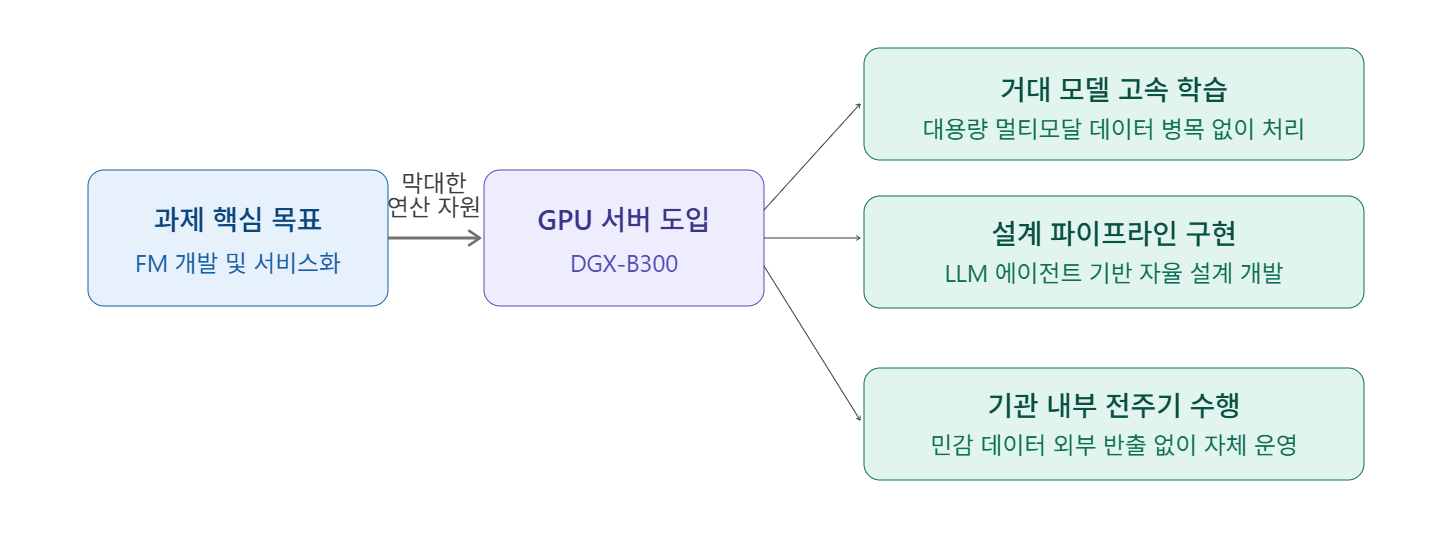 과제 핵심 목표
FM 개발 및 서비스화
막대한
연산 자원
GPU 서버 도입
DGX-B300
거대 모델 고속 학습
대용량 멀티모달 데이터 병목 없이 처리
설계 파이프라인 구현
LLM 에이전트 기반 자율 설계 개발
기관 내부 전주기 수행
민감 데이터 외부 반출 없이 자체 운영